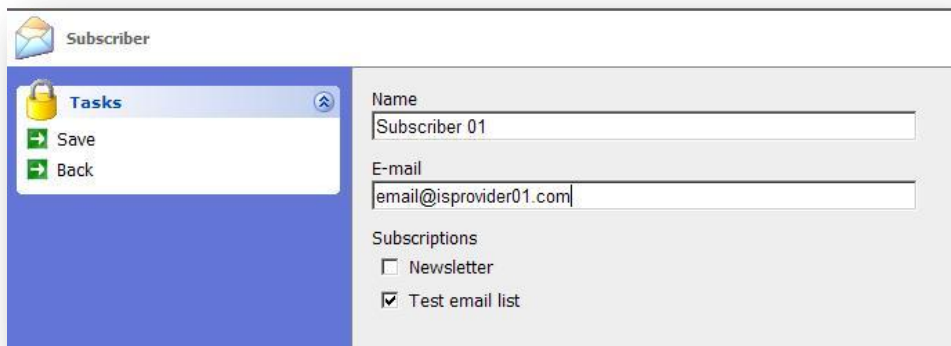 Subscriber
Tasks
Save
Back
Name
Subscriber 01
E-mail
email@isprovider01.com
Subscriptions
Newsletter
Test email list